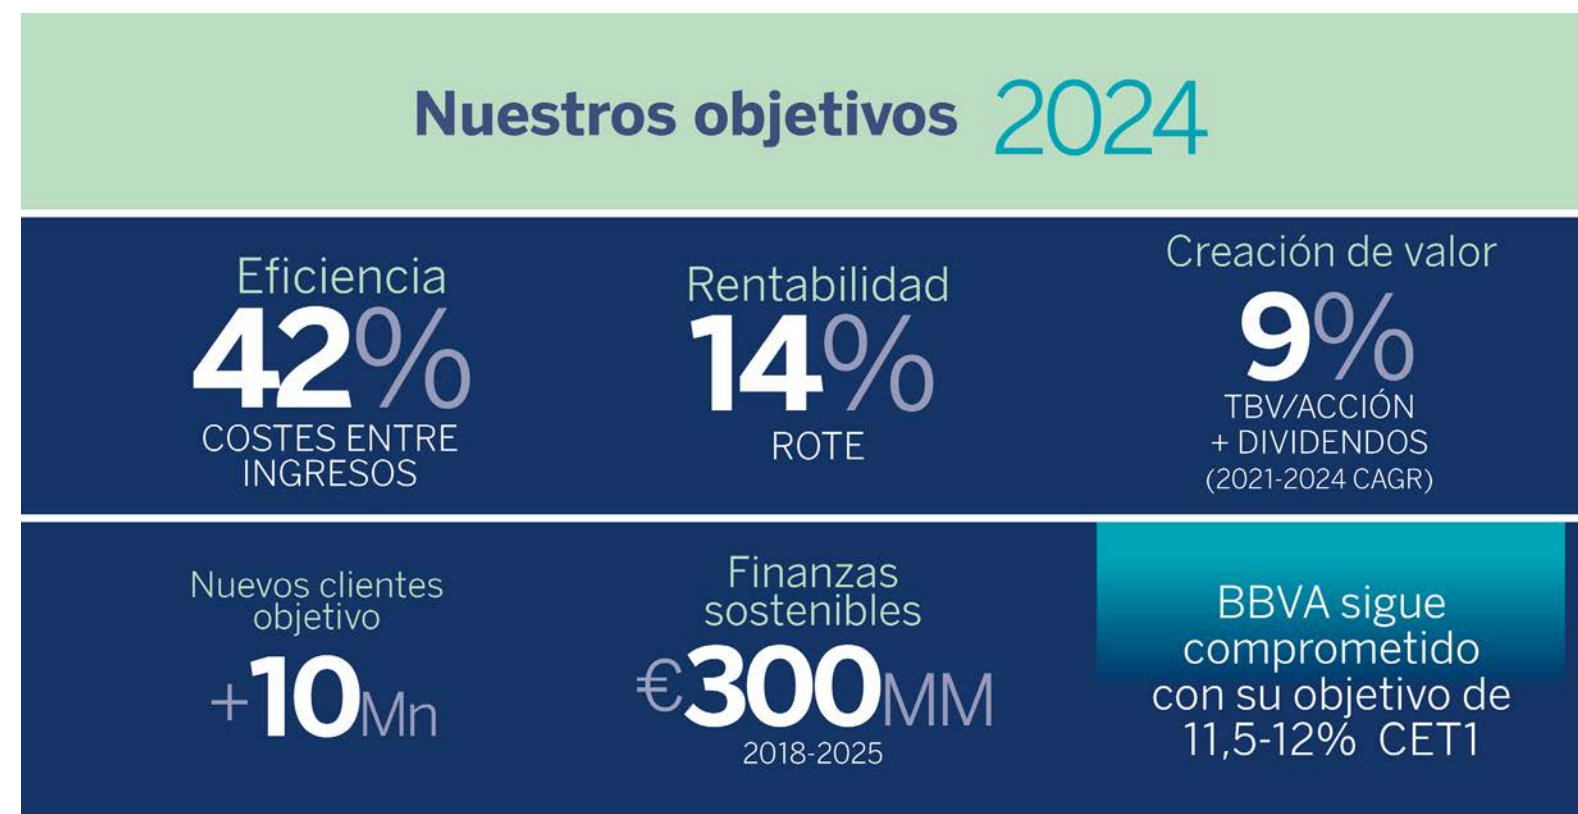 Nuestros objetivos 2024
Eficiencia
42%
COSTES ENTRE
INGRESOS
Rentabilidad
14%
ROTE
Creación de valor
9%
TBV/ACCIÓN
+ DIVIDENDOS
(2021-2024 CAGR)
Nuevos clientes
objetivo
+10Mn
Finanzas
sostenibles
€300MM
2018-2025
BBVA sigue
comprometido
con su objetivo de
11,5-12% CET1